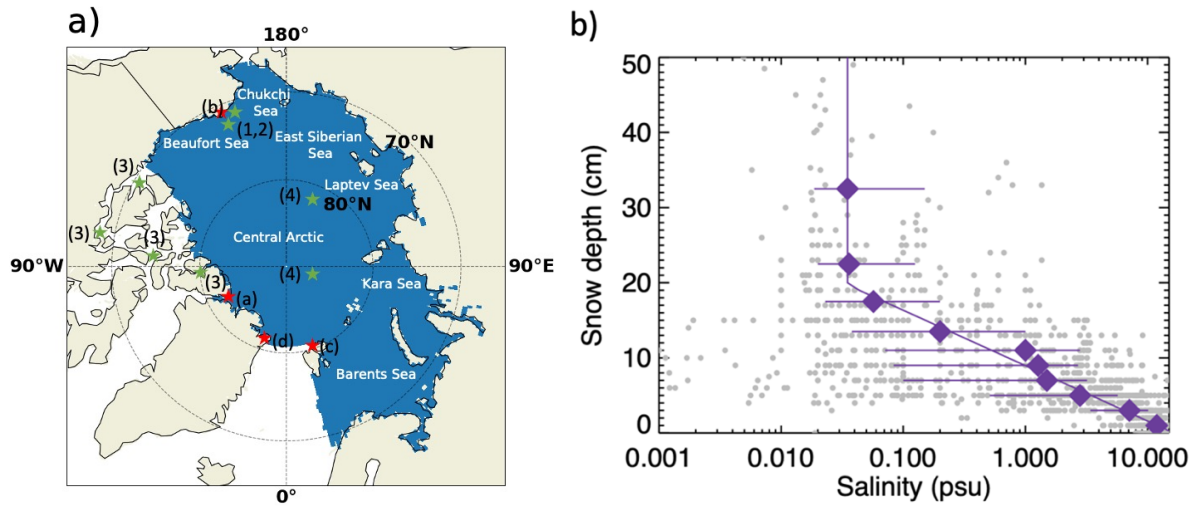 a)
180°
Chukchi
Sea
(b)
(1,2)
Beaufort Sea
East Siberian
Sea
70°N
(3)
Laptev Sea
(4)
80°N
(3)
(3)
Central Arctic
90°W
90°E
(4)
Kara Sea
(3)
(a)
(d)
(c)
Barents Sea
0°
b)
Snow depth (cm)
50
40
30
20
10
0
0.001
0.010
0.100
1.000
10.000
Salinity (psu)